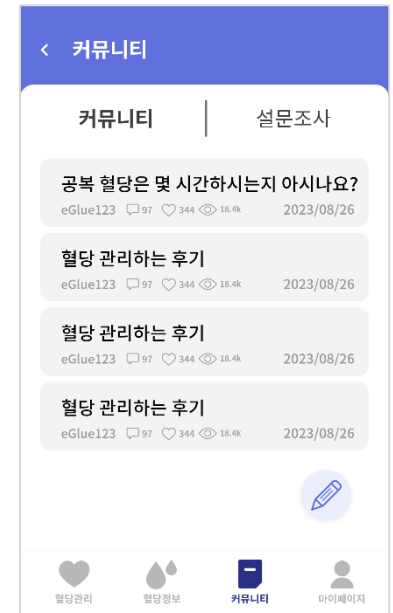 커뮤니티
커뮤니티 설문조사
공복 혈당은 몇 시간하시는지 아시나요?
eGlue123 97 344 18.4k 2023/08/26
혈당 관리하는 후기
eGlue123 97 344 18.4k 2023/08/26
혈당 관리하는 후기
eGlue123 97 344 18.4k 2023/08/26
혈당 관리하는 후기
eGlue123 97 344 18.4k 2023/08/26
혈당관리 혈당정보 커뮤니티 마이페이지